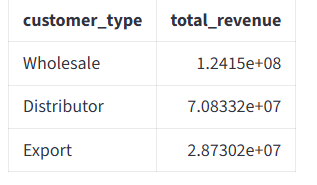 customer_type total_revenue
Wholesale 1.2415e+08
Distributor 7.08332e+07
Export 2.87302e+07